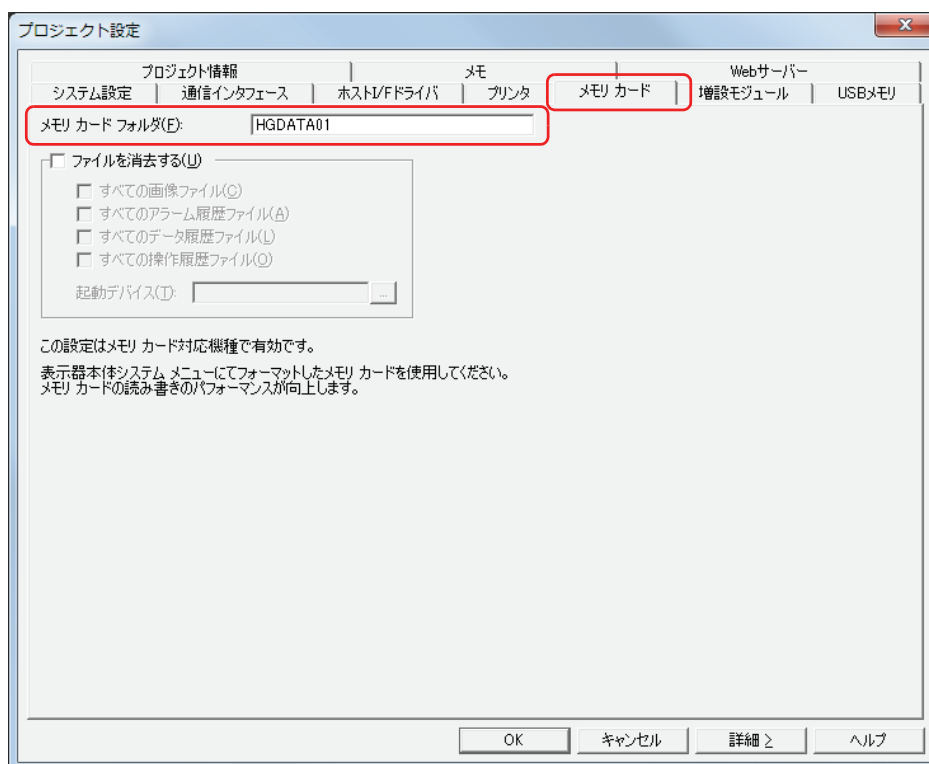 プロジェクト設定
プロジェクト情報 メモ Webサーバー
システム設定 通信インタフェース ホストI/Fドライバ プリンタ メモリ カード 増設モジュール USBメモリ
メモリ カード フォルダ(F): HGDATA01
ファイルを消去する(U)
すべての画像ファイル(C)
すべてのアラーム履歴ファイル(A)
すべてのデータ履歴ファイル(L)
すべての操作履歴ファイル(O)
起動デバイス(T): ...
この設定はメモリ カード対応機種で有効です。
表示器本体システム メニューにてフォーマットしたメモリ カードを使用してください。
メモリ カードの読み書きのパフォーマンスが向上します。
OK キャンセル 詳細 ≥ ヘルプ